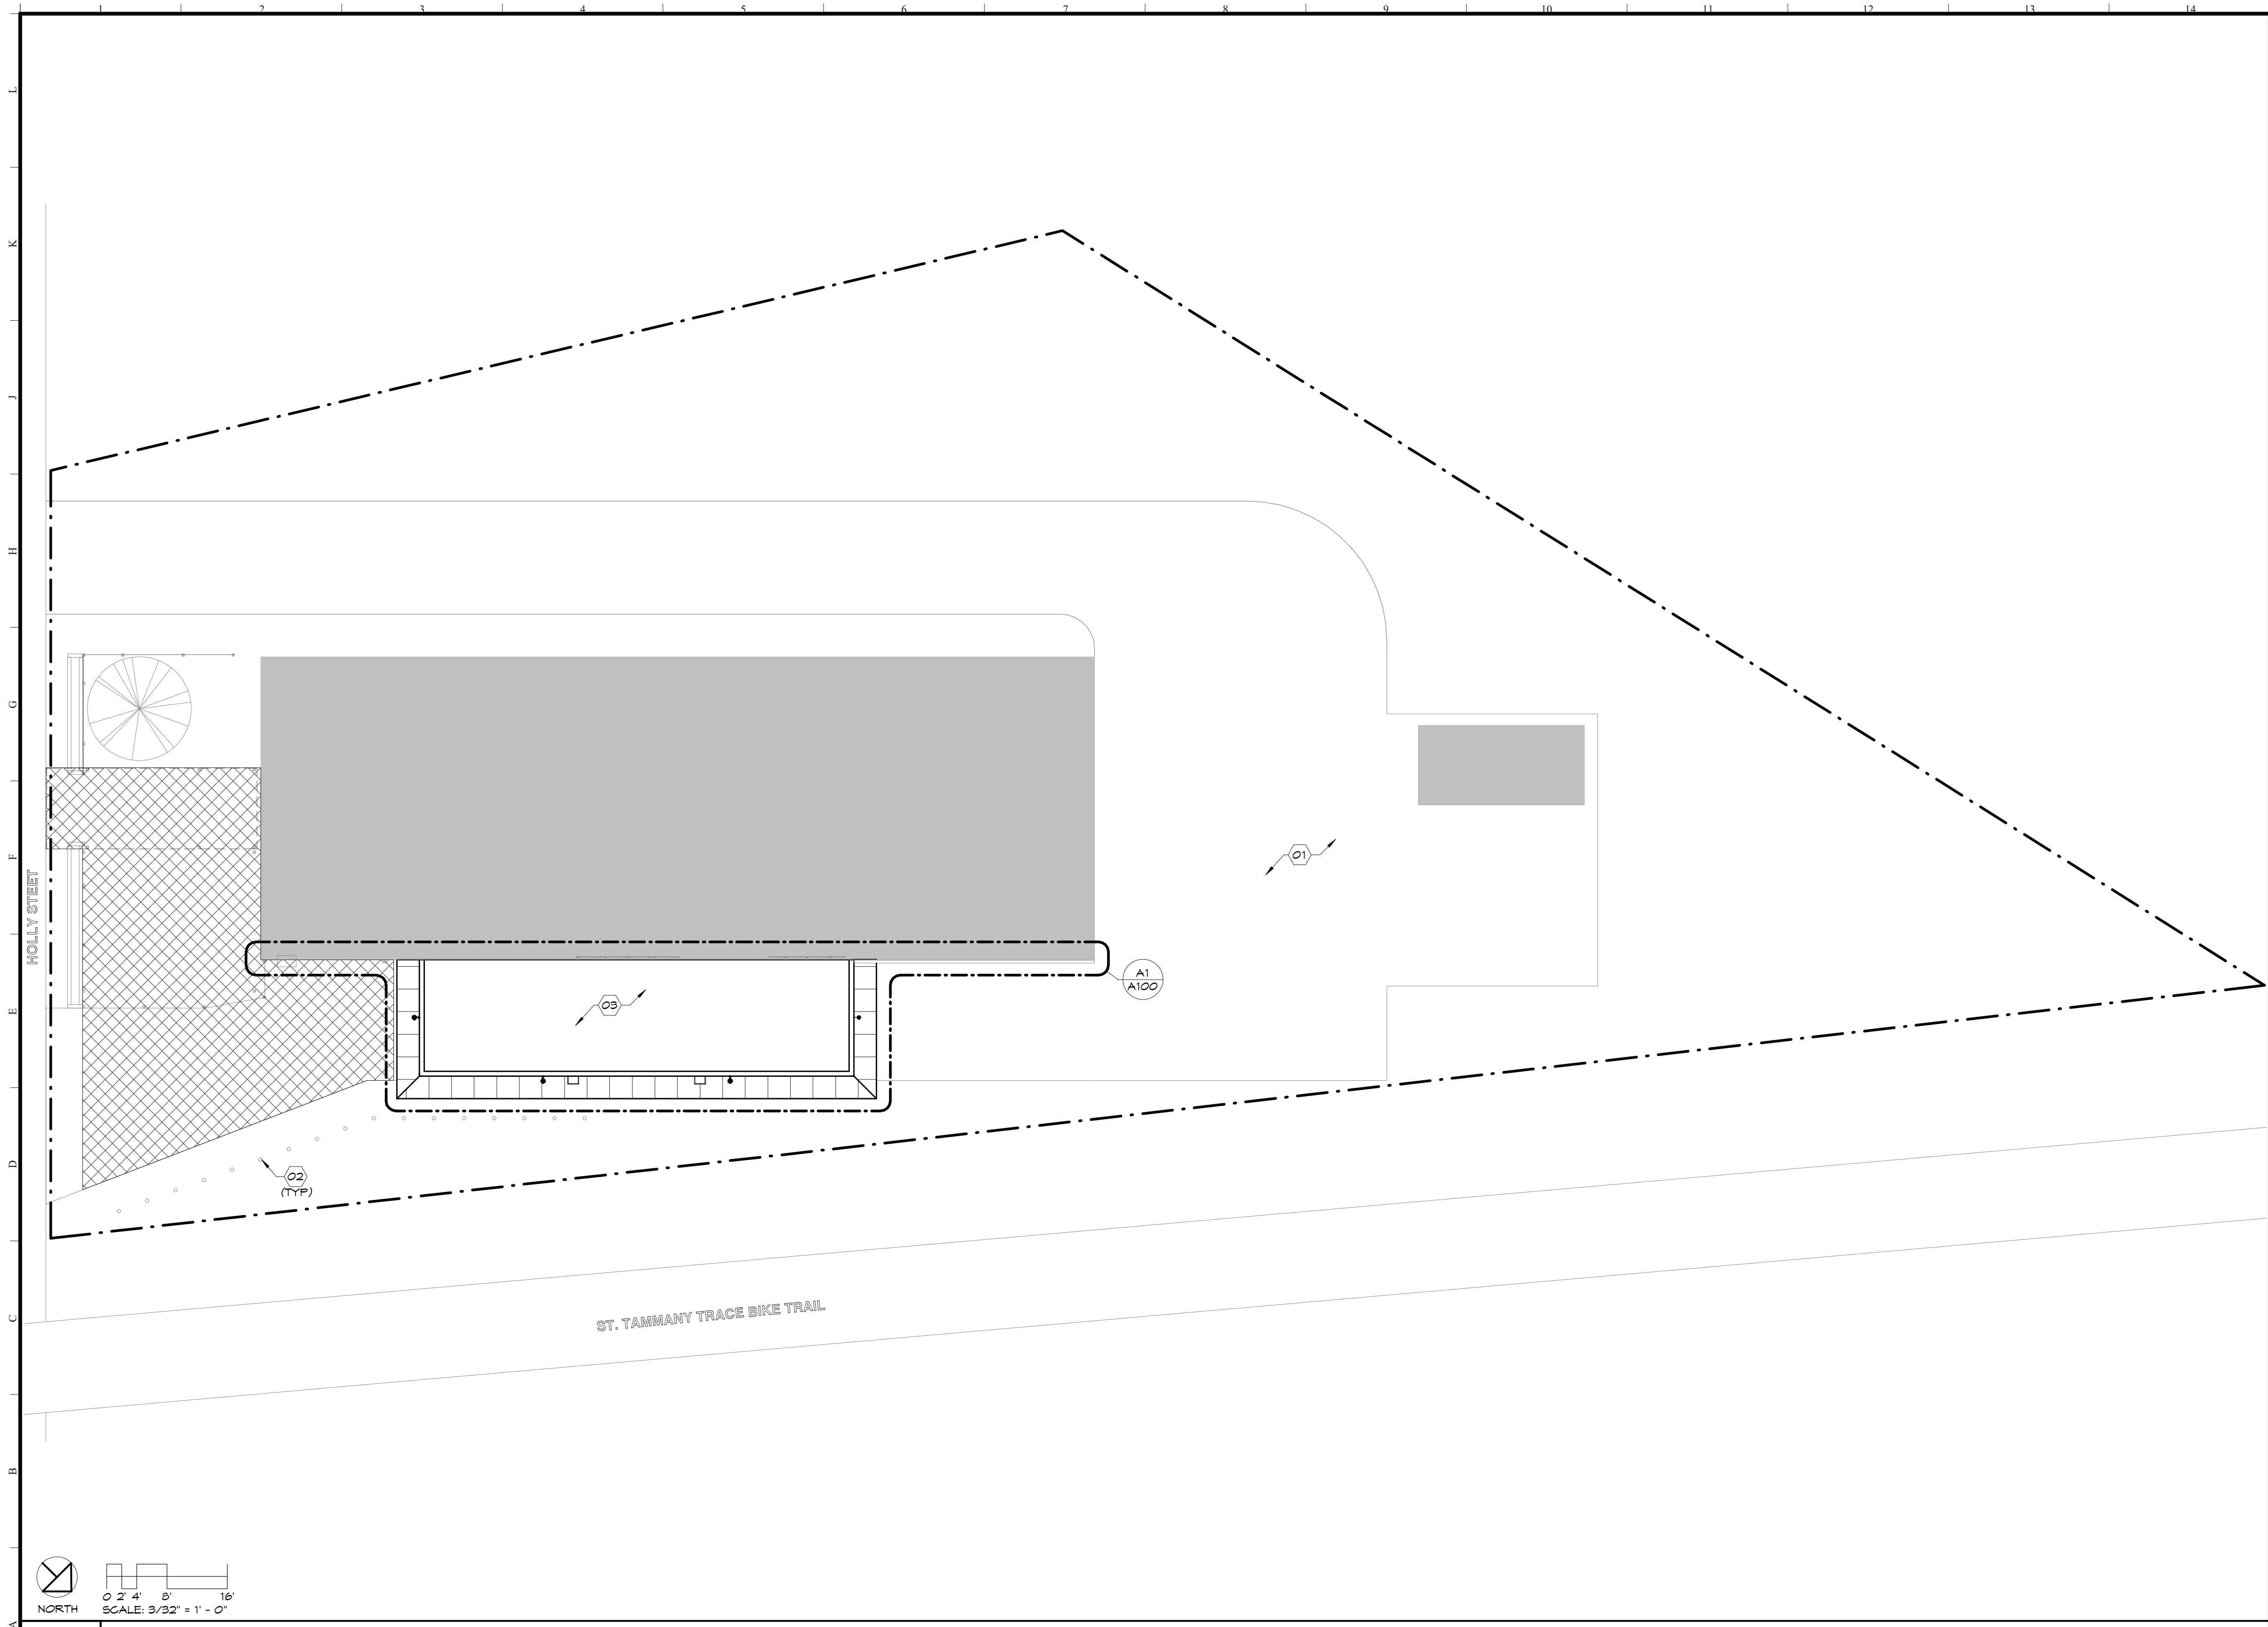 1 2 3 4 5 6 7 8 9 10 11 12 13 14
L
K
J
H
G
F
E
D
C
B
A
HOLLY STEET
01
A1
A100
03
02
(TYP)
ST. TAMMANY TRACE BIKE TRAIL
NORTH
0 2' 4' 8' 16'
SCALE: 3/32" = 1' - 0"